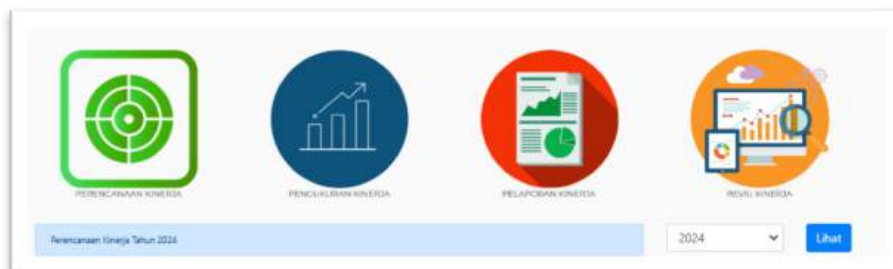 PERENCANAAN KINERJA
PENGUKURAN KINERJA
PELAPORAN KINERJA
REVIU KINERJA
Perencanaan Kinerja Tahun 2024
2024
Lihat